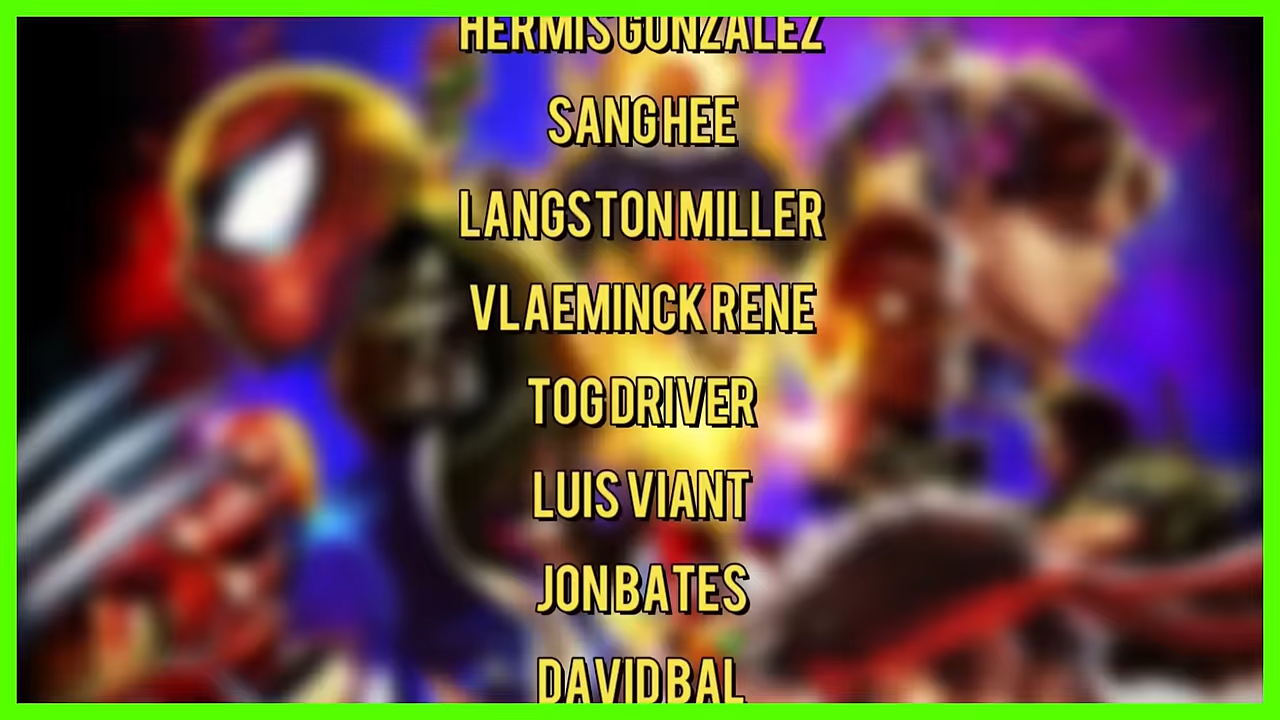 HERMIS GONZALEZ
SANG HEE
LANGSTON MILLER
VLAEMINCK RENE
TOG DRIVER
LUIS VIANT
JON BATES
DAVID BAL